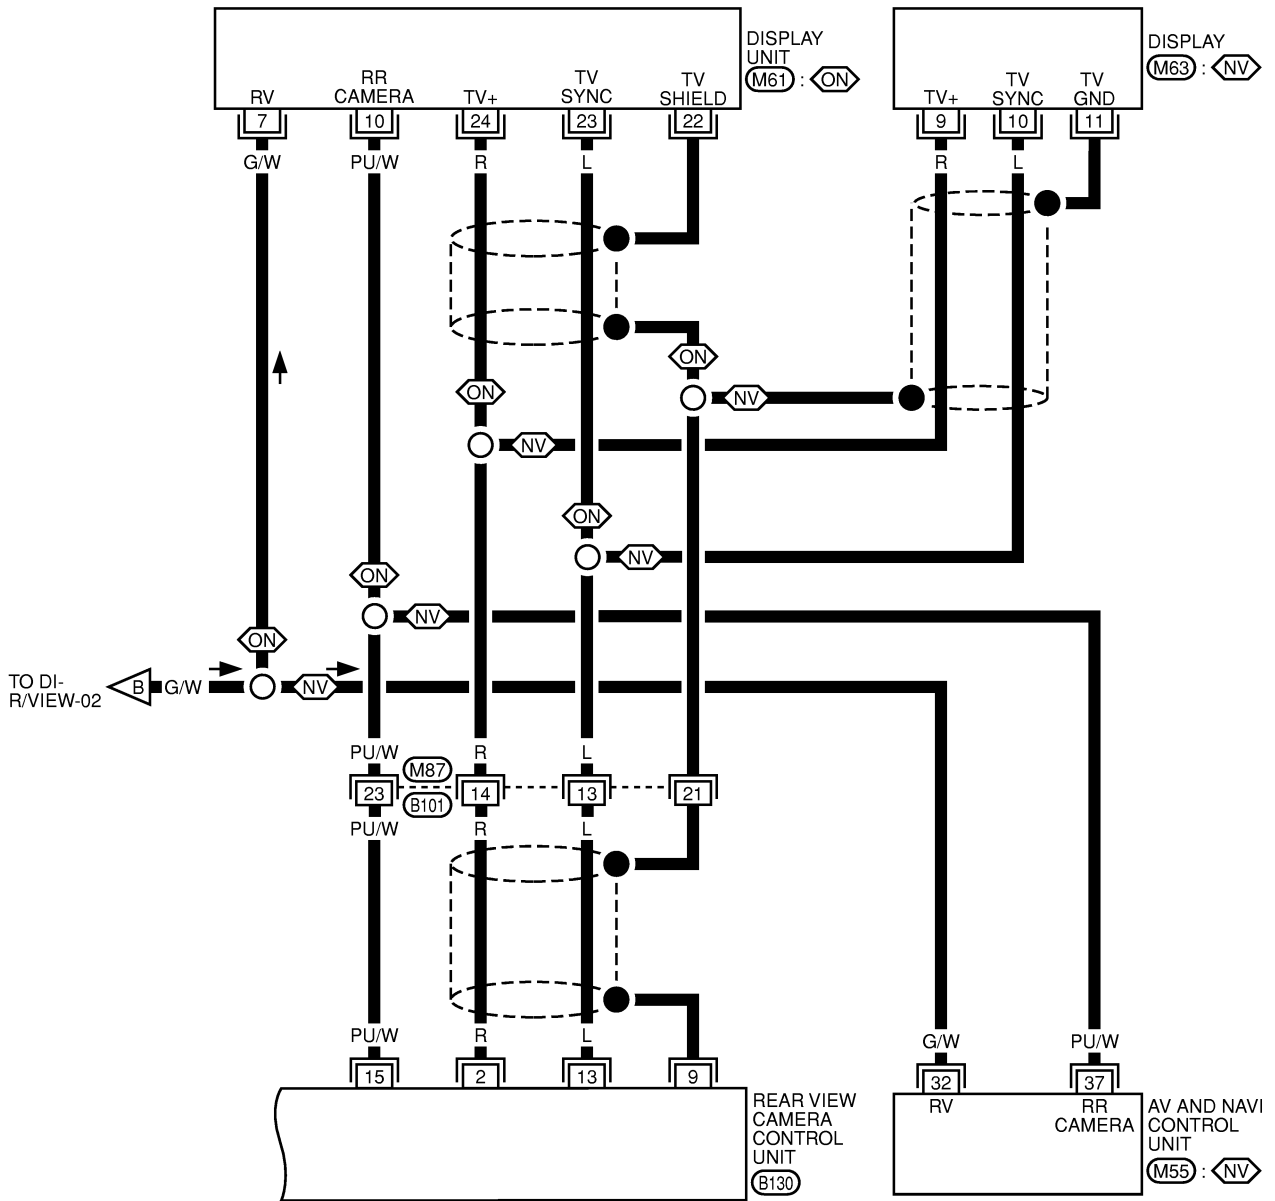 DISPLAY
UNIT
M61 : ON
DISPLAY
M63 : NV
RV
RR
CAMERA
TV+
TV
SYNC
TV
SHIELD
TV+
TV
SYNC
TV
GND
7
10
24
23
22
9
10
11
G/W
PU/W
R
L
R
L
ON
ON
NV
NV
ON
NV
ON
NV
ON
NV
TO DI-
R/VIEW-02
B
G/W
PU/W
R
L
M87
23
14
13
21
B101
PU/W
R
L
PU/W
R
L
G/W
PU/W
15
2
13
9
32
37
RV
RR
CAMERA
REAR VIEW
CAMERA
CONTROL
UNIT
B130
AV AND NAVI
CONTROL
UNIT
M55 : NV